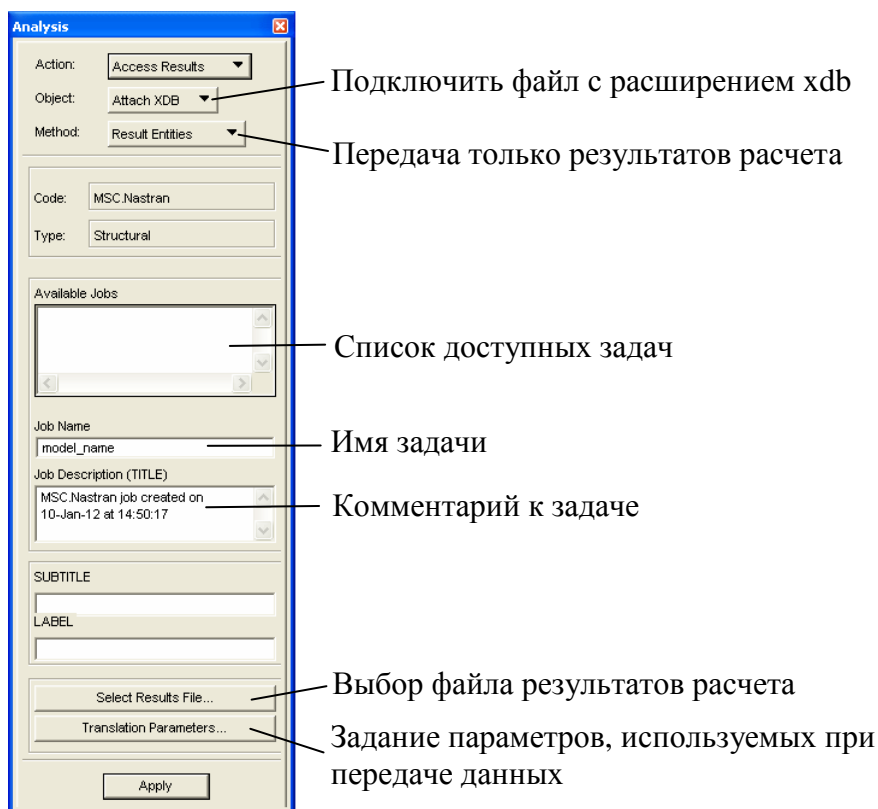 Analysis
Action: Access Results
Object: Attach XDB
Подключить файл с расширением xdb
Method: Result Entities
Передача только результатов расчета
Code: MSC.Nastran
Type: Structural
Available Jobs
Список доступных задач
Job Name
model_name
Имя задачи
Job Description (TITLE)
MSC.Nastran job created on
10-Jan-12 at 14:50:17
Комментарий к задаче
SUBTITLE
LABEL
Select Results File...
Выбор файла результатов расчета
Translation Parameters...
Задание параметров, используемых при
передаче данных
Apply